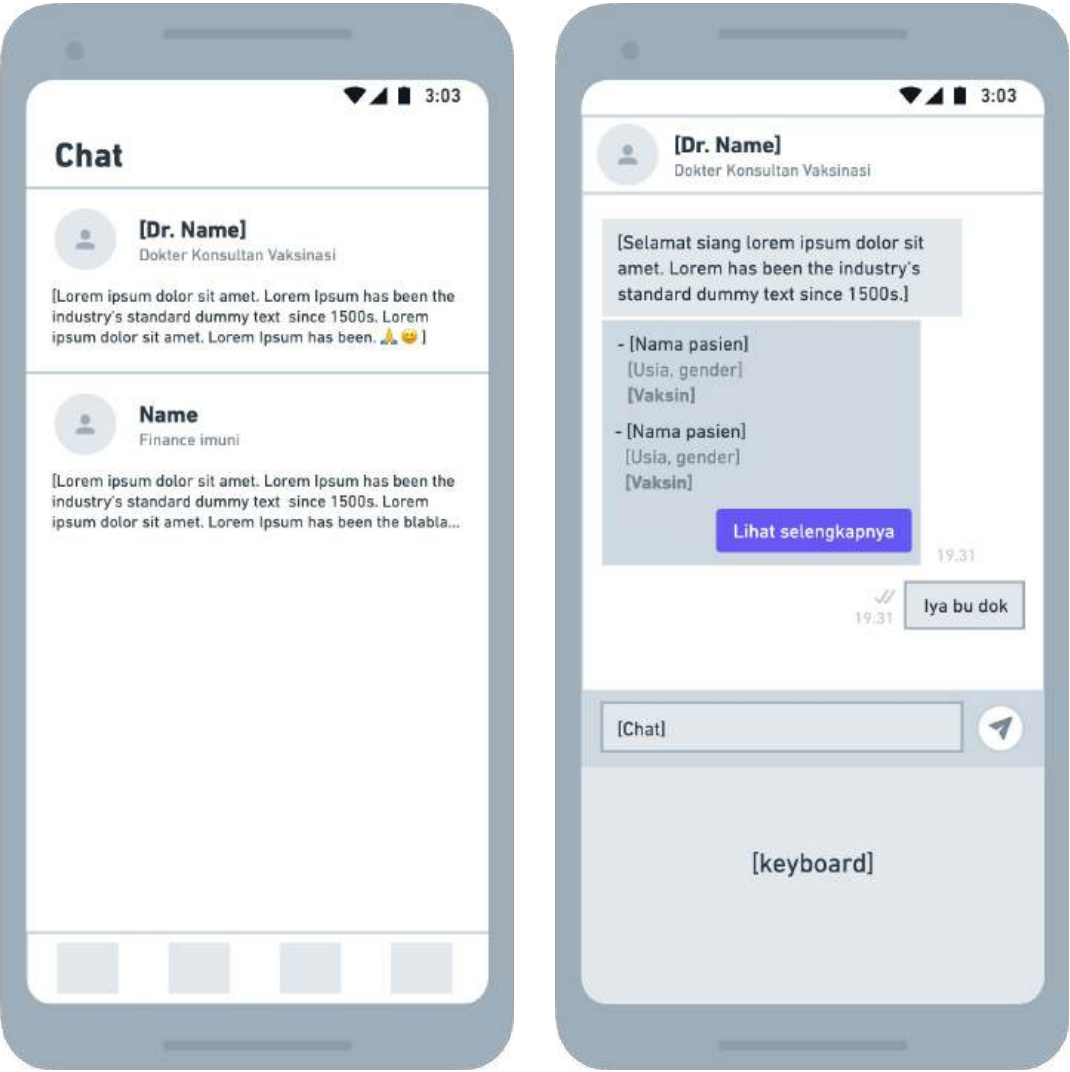 3:03
Chat
[Dr. Name]
Dokter Konsultan Vaksinasi
[Lorem ipsum dolor sit amet. Lorem Ipsum has been the
industry's standard dummy text  since 1500s. Lorem
ipsum dolor sit amet. Lorem Ipsum has been. 🙏 😊 ]
Name
Finance imuni
[Lorem ipsum dolor sit amet. Lorem Ipsum has been the
industry's standard dummy text  since 1500s. Lorem
ipsum dolor sit amet. Lorem Ipsum has been the blabla...
3:03
[Dr. Name]
Dokter Konsultan Vaksinasi
[Selamat siang lorem ipsum dolor sit
amet. Lorem has been the industry's
standard dummy text since 1500s.]
- [Nama pasien]
[Usia, gender]
[Vaksin]
- [Nama pasien]
[Usia, gender]
[Vaksin]
Lihat selengkapnya
19.31
Iya bu dok
19.31
[Chat]
[keyboard]